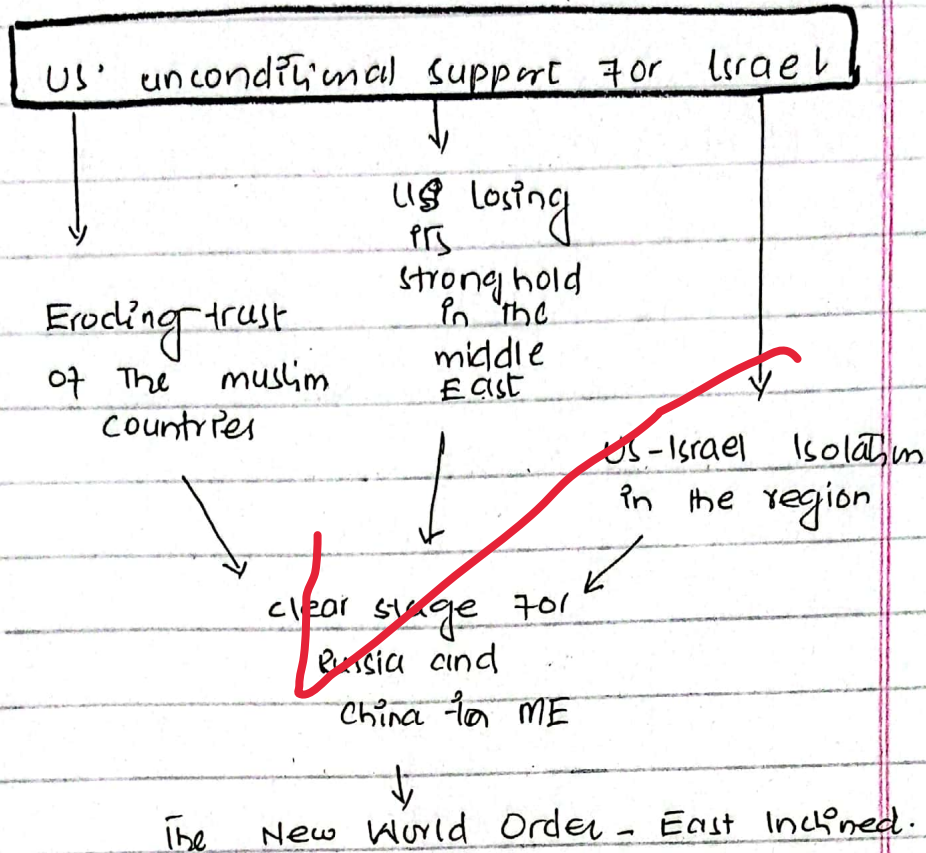 US' unconditional support for Israel
US losing
its
stronghold
in the
middle
East
Eroding trust
of The muslim
countries
US-Israel Isolation
in the region
clear stage for
Russia and
China in ME
The New World Order - East Inclined.